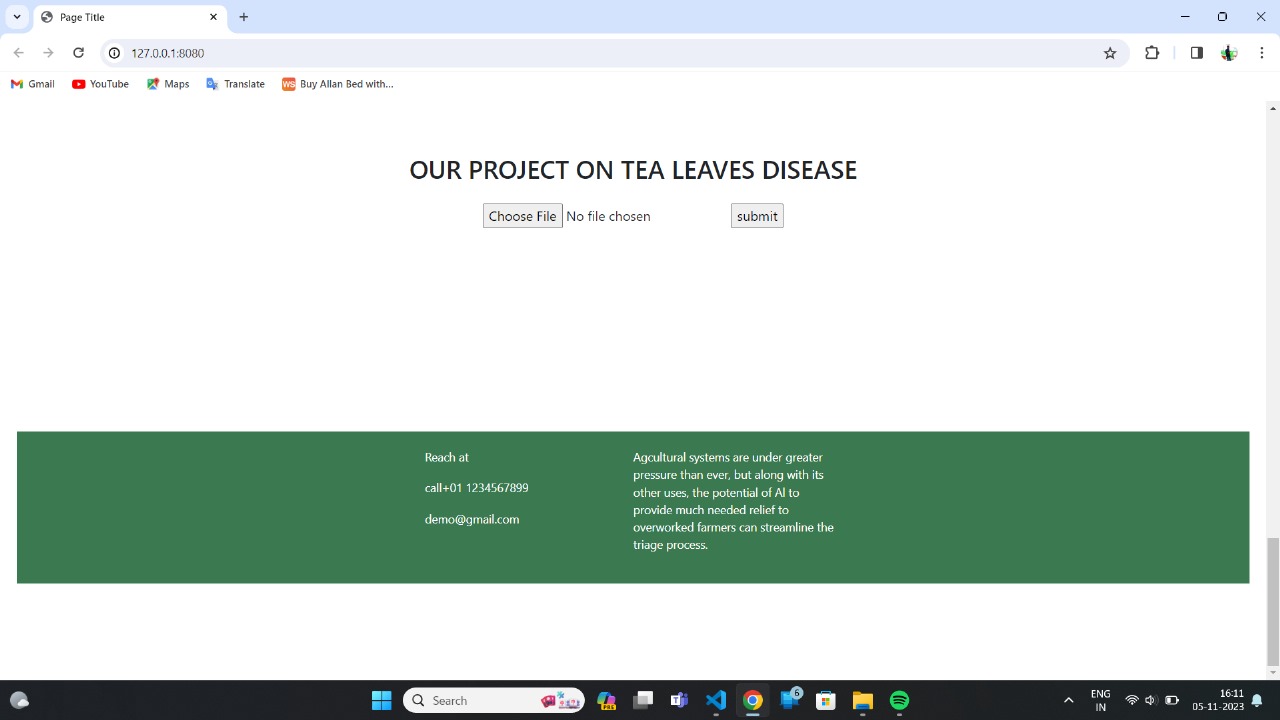 Page Title
127.0.0.1:8080
Gmail YouTube Maps Translate WS Buy Allan Bed with...
OUR PROJECT ON TEA LEAVES DISEASE
Choose File No file chosen submit
Reach at
call+01 1234567899
demo@gmail.com
Agcultural systems are under greater
pressure than ever, but along with its
other uses, the potential of AI to
provide much needed relief to
overworked farmers can streamline the
triage process.
Search PRE 6 ENG 16:11
IN 05-11-2023